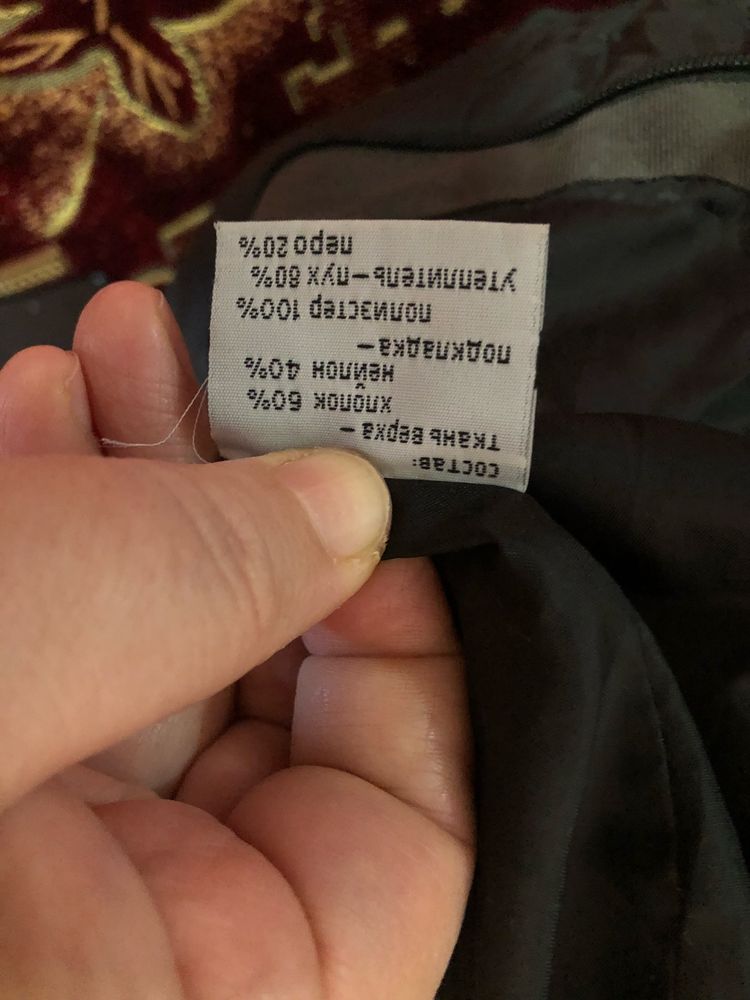 состав:
ткань верха –
хлопок 60%
нейлон 40%
подкладка –
полиэстер 100%
утеплитель – пух 80%
перо 20%